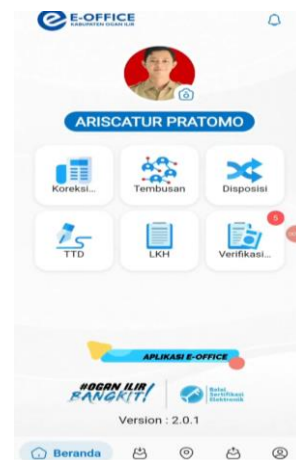 E-OFFICE
KABUPATEN OGAN ILIR
ARISCATUR PRATOMO
Koreksi...
Tembusan
Disposisi
5
TTD
LKH
Verifikasi...
APLIKASI E-OFFICE
#OGAN ILIR
BANGKIT!
Balai
Sertifikasi
Elektronik
Version : 2.0.1
Beranda